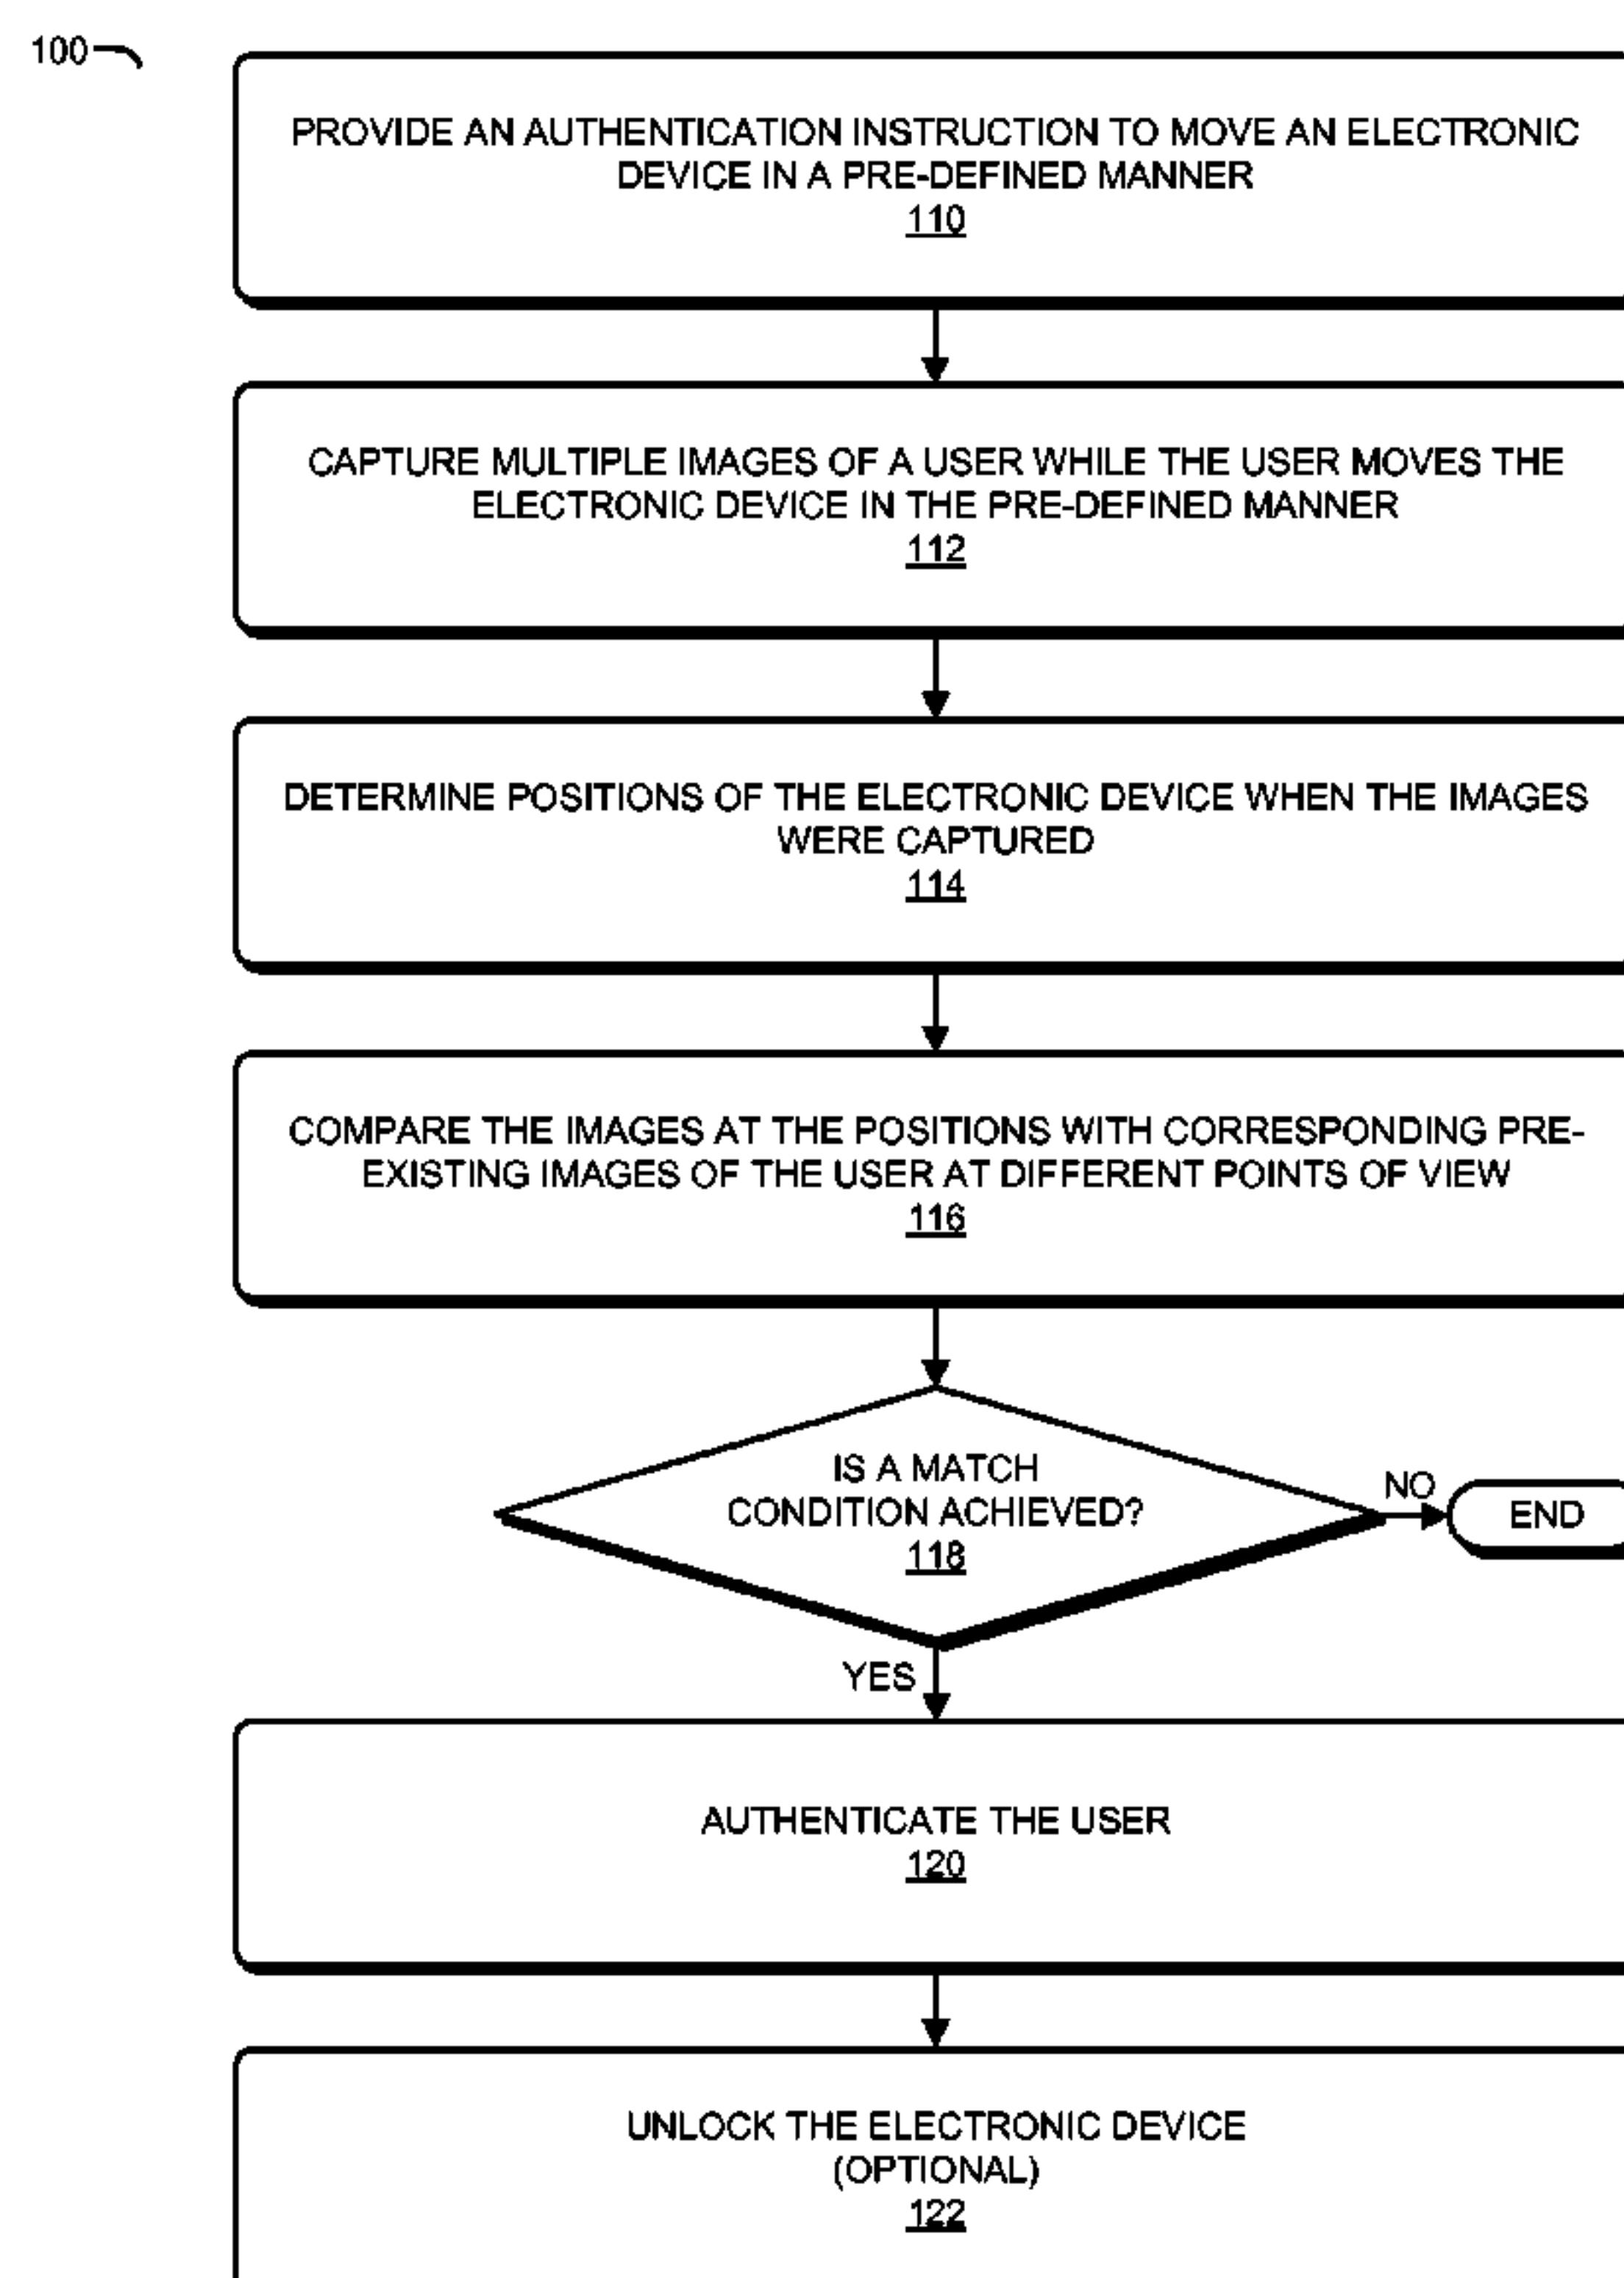 100
PROVIDE AN AUTHENTICATION INSTRUCTION TO MOVE AN ELECTRONIC
DEVICE IN A PRE-DEFINED MANNER
110
CAPTURE MULTIPLE IMAGES OF A USER WHILE THE USER MOVES THE
ELECTRONIC DEVICE IN THE PRE-DEFINED MANNER
112
DETERMINE POSITIONS OF THE ELECTRONIC DEVICE WHEN THE IMAGES
WERE CAPTURED
114
COMPARE THE IMAGES AT THE POSITIONS WITH CORRESPONDING PRE-
EXISTING IMAGES OF THE USER AT DIFFERENT POINTS OF VIEW
116
IS A MATCH
CONDITION ACHIEVED?
118
NO
END
YES
AUTHENTICATE THE USER
120
UNLOCK THE ELECTRONIC DEVICE
(OPTIONAL)
122